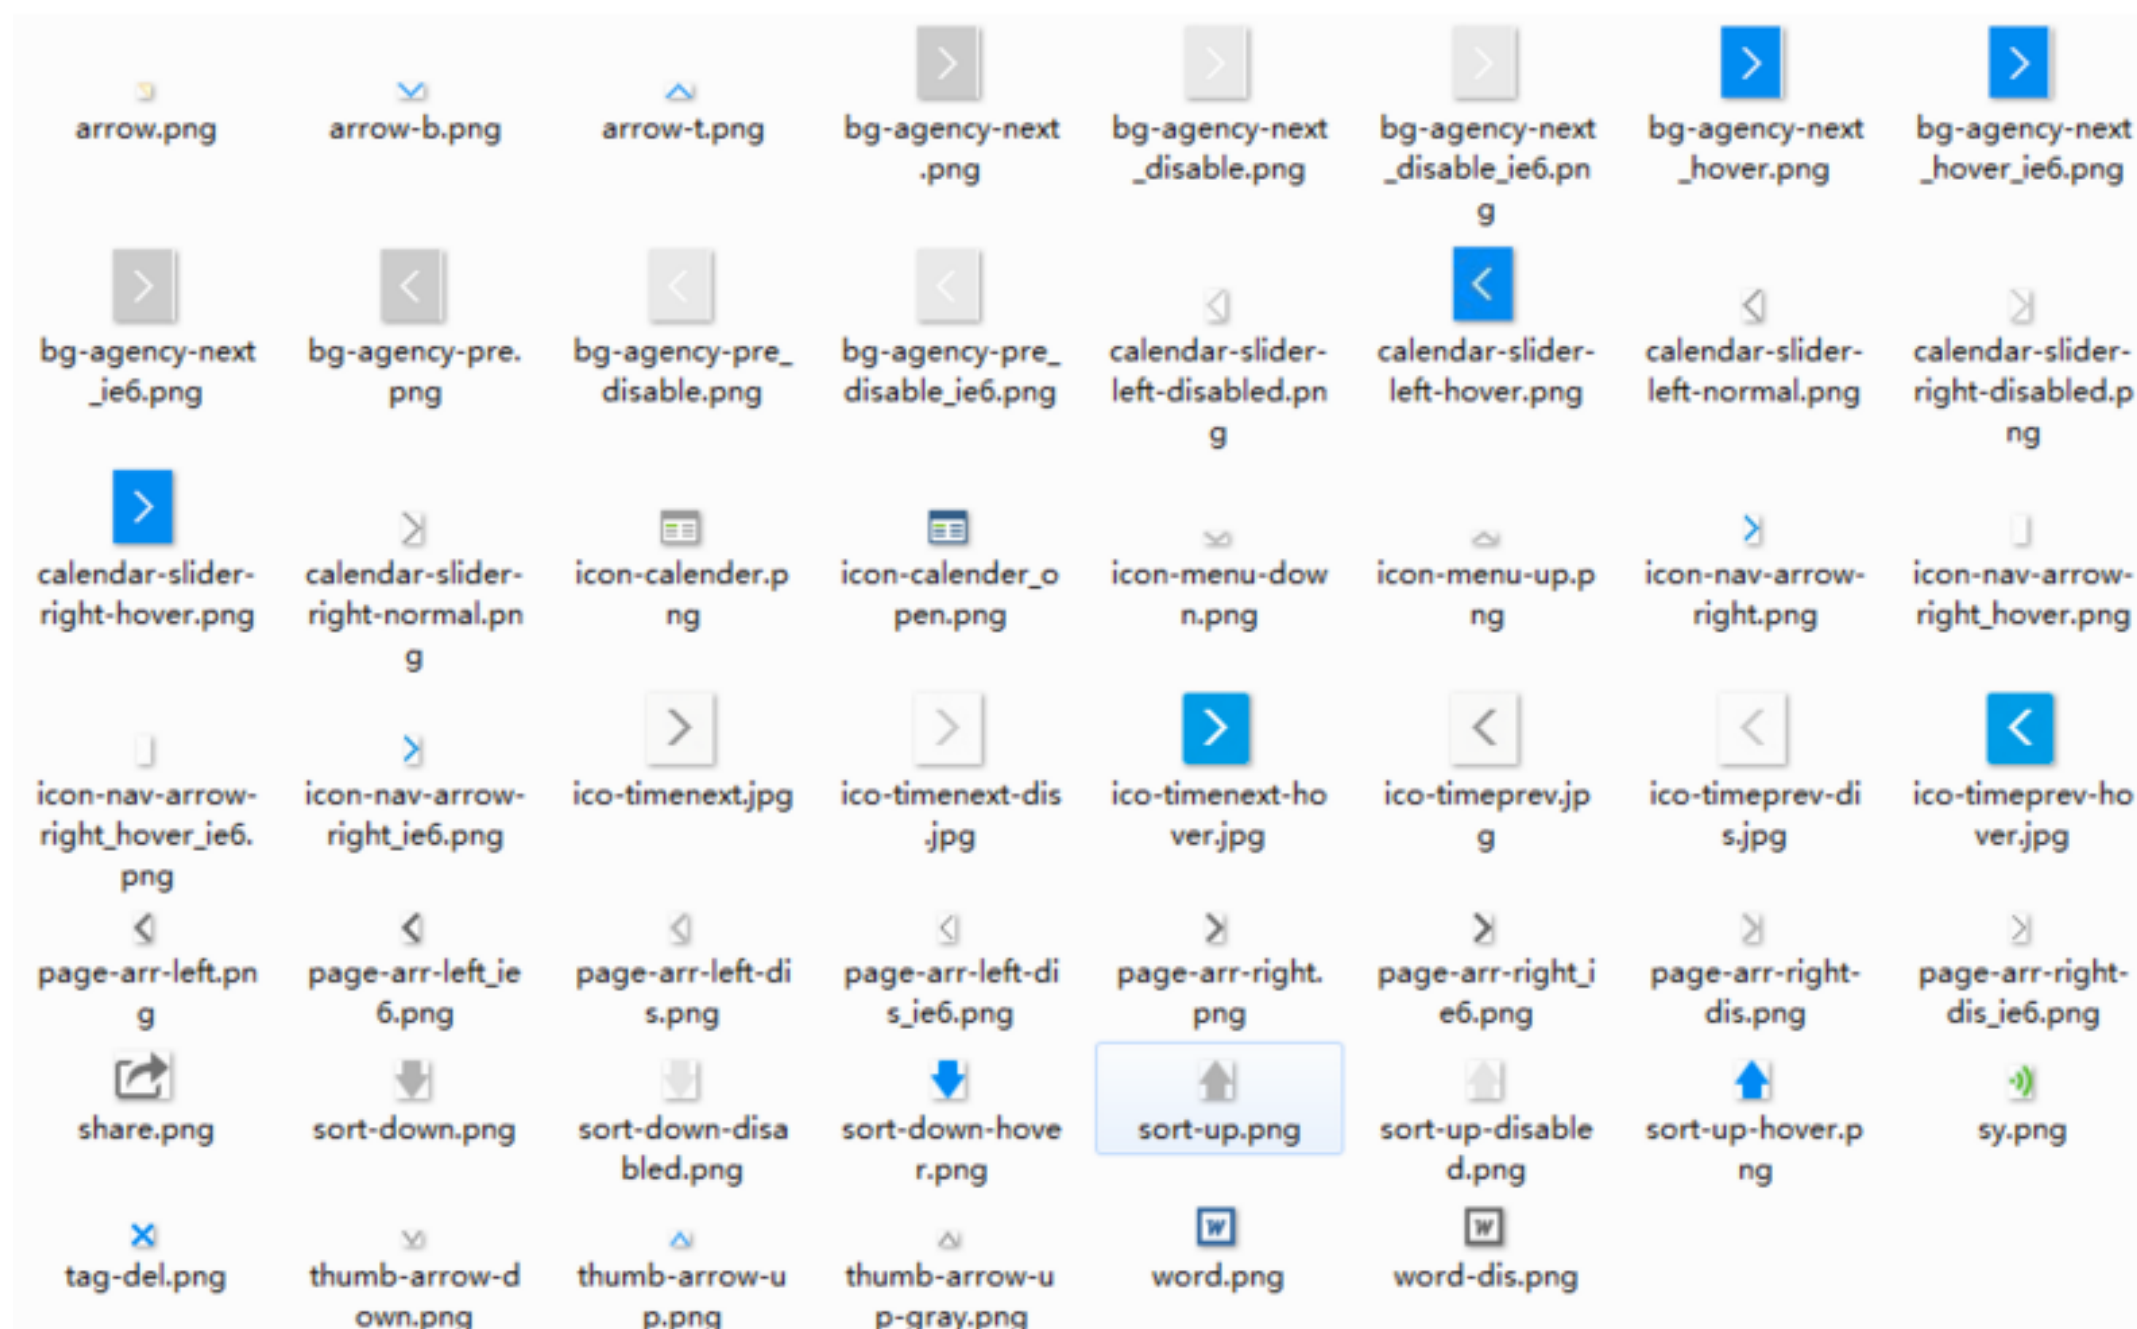 arrow.png
arrow-b.png
arrow-t.png
bg-agency-next
.png
bg-agency-next
_disable.png
bg-agency-next
_disable_ie6.pn
g
bg-agency-next
_hover.png
bg-agency-next
_hover_ie6.png
bg-agency-next
_ie6.png
bg-agency-pre.
png
bg-agency-pre_
disable.png
bg-agency-pre_
disable_ie6.png
calendar-slider-
left-disabled.pn
g
calendar-slider-
left-hover.png
calendar-slider-
left-normal.png
calendar-slider-
right-disabled.p
ng
calendar-slider-
right-hover.png
calendar-slider-
right-normal.pn
g
icon-calender.p
ng
icon-calender_o
pen.png
icon-menu-dow
n.png
icon-menu-up.p
ng
icon-nav-arrow-
right.png
icon-nav-arrow-
right_hover.png
icon-nav-arrow-
right_hover_ie6.
png
icon-nav-arrow-
right_ie6.png
ico-timenext.jpg
ico-timenext-dis
.jpg
ico-timenext-ho
ver.jpg
ico-timeprev.jp
g
ico-timeprev-di
s.jpg
ico-timeprev-ho
ver.jpg
page-arr-left.pn
g
page-arr-left_ie
6.png
page-arr-left-di
s.png
page-arr-left-di
s_ie6.png
page-arr-right.
png
page-arr-right_i
e6.png
page-arr-right-
dis.png
page-arr-right-
dis_ie6.png
share.png
sort-down.png
sort-down-disa
bled.png
sort-down-hove
r.png
sort-up.png
sort-up-disable
d.png
sort-up-hover.p
ng
sy.png
tag-del.png
thumb-arrow-d
own.png
thumb-arrow-u
p.png
thumb-arrow-u
p-gray.png
W
word.png
W
word-dis.png